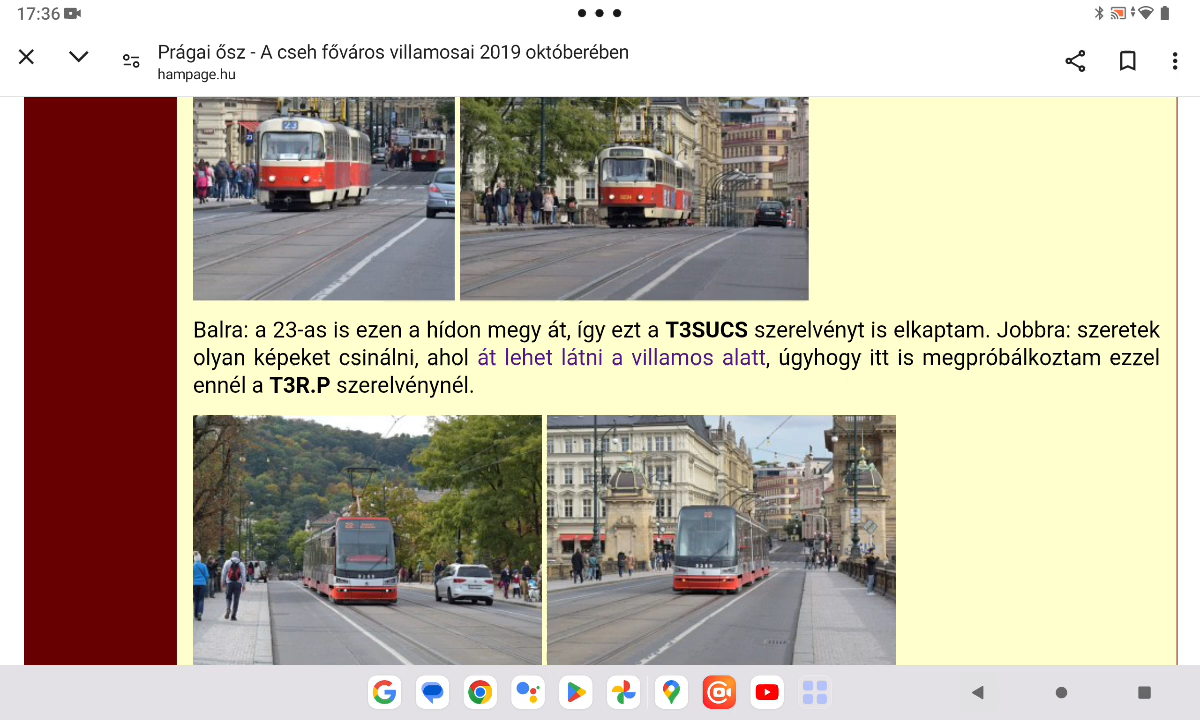 17:36
Prágai ősz - A cseh főváros villamosai 2019 októberében
hampage.hu
23
Balra: a 23-as is ezen a hídon megy át, így ezt a T3SUCS szerelvényt is elkaptam. Jobbra: szeretek
olyan képeket csinálni, ahol át lehet látni a villamos alatt, úgyhogy itt is megpróbálkoztam ezzel
ennél a T3R.P szerelvénynél.